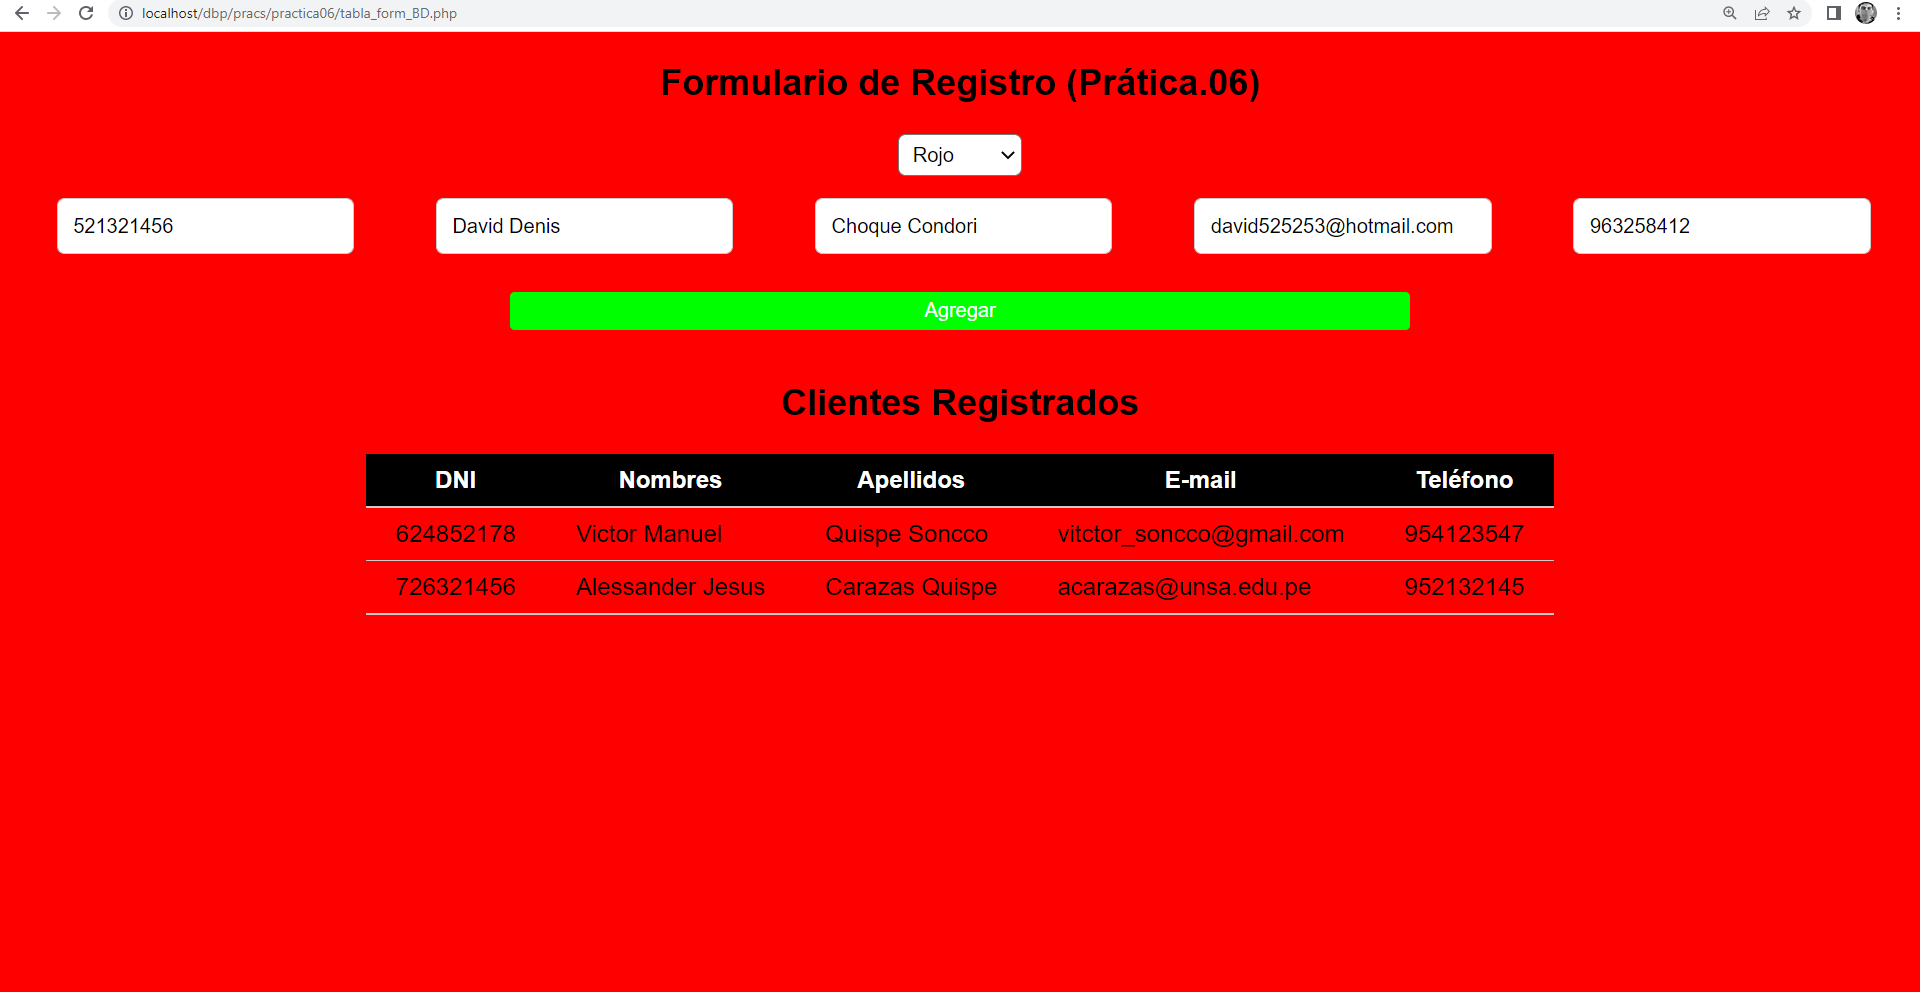 localhost/dbp/pracs/practica06/tabla_form_BD.php
Formulario de Registro (Prática.06)
Rojo
521321456 David Denis Choque Condori david525253@hotmail.com 963258412
Agregar
Clientes Registrados
DNI Nombres Apellidos E-mail Teléfono
624852178 Victor Manuel Quispe Soncco vitctor_soncco@gmail.com 954123547
726321456 Alessander Jesus Carazas Quispe acarazas@unsa.edu.pe 952132145